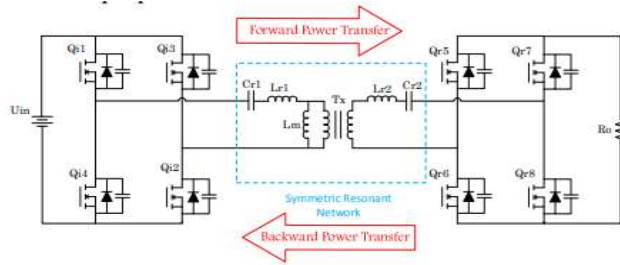 Forward Power Transfer
Qi1
Qi3
Qr5
Qr7
Cr1
Lr1
Tx
Lr2
Cr2
Uin
Lm
Ro
Qi4
Qi2
Qr6
Qr8
Symmetric Resonant
Network
Backward Power Transfer